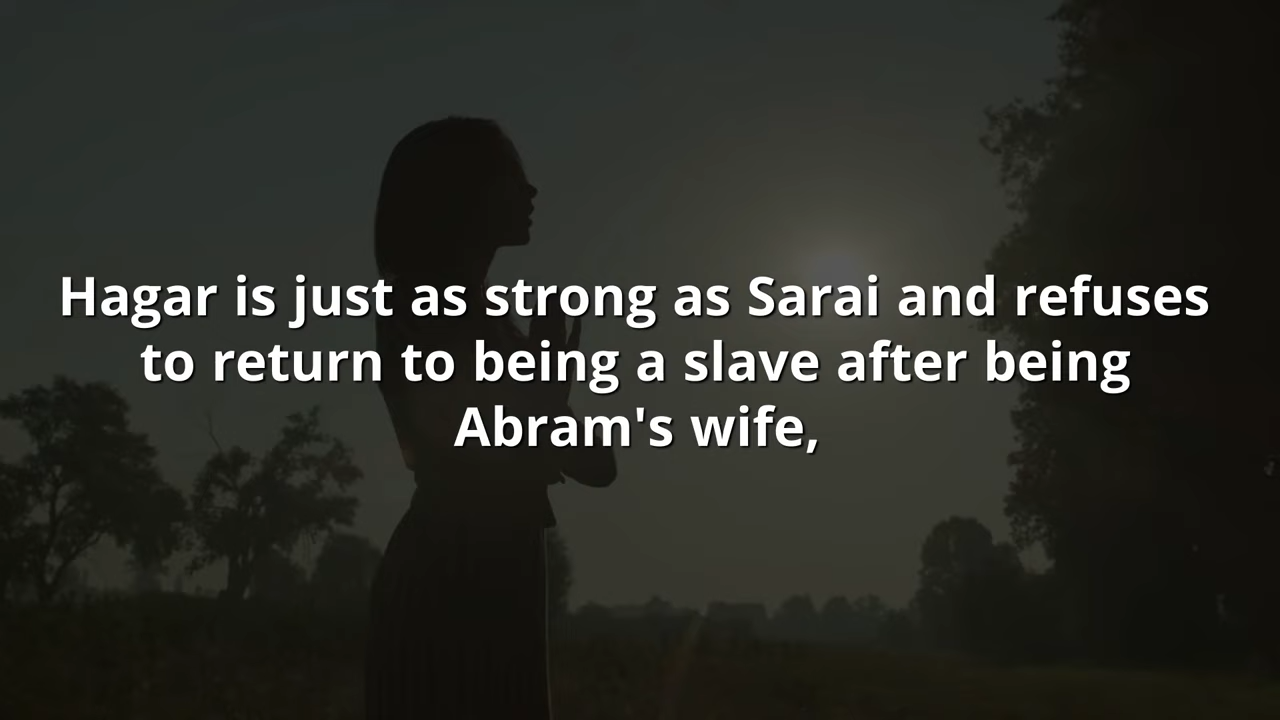 Hagar is just as strong as Sarai and refuses
to return to being a slave after being
Abram's wife,